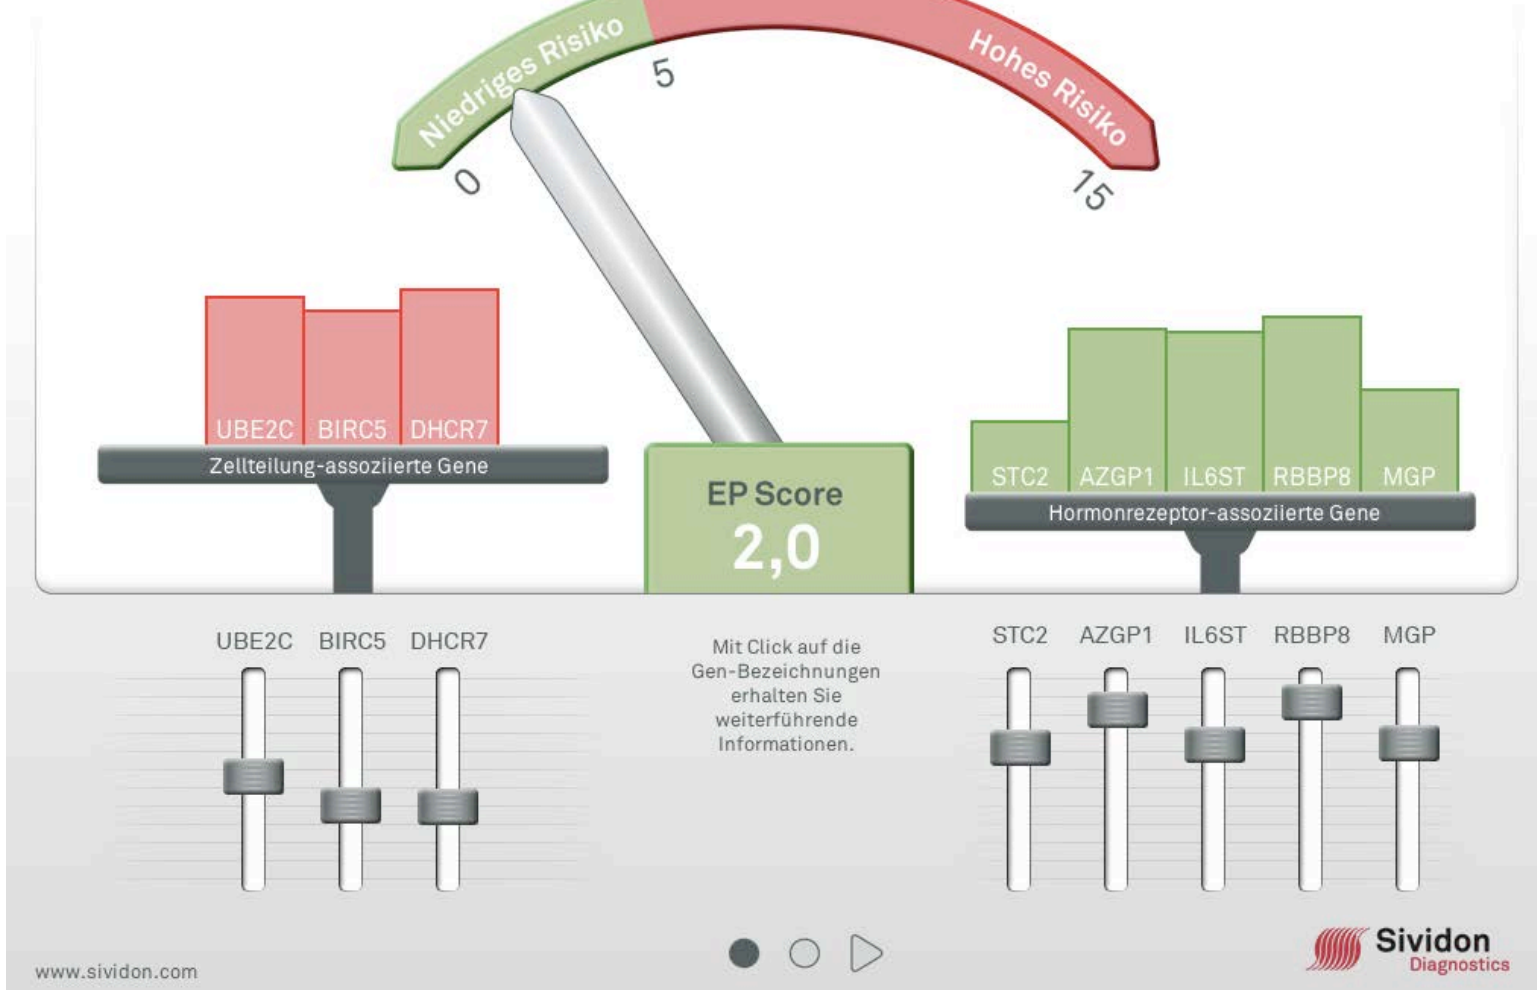 Niedriges Risiko
Hohes Risiko
5
0
15
UBE2C BIRC5 DHCR7
Zellteilung-assoziierte Gene
STC2 AZGP1 IL6ST RBBP8 MGP
Hormonrezeptor-assoziierte Gene
EP Score
2,0
UBE2C BIRC5 DHCR7
Mit Click auf die
Gen-Bezeichnungen
erhalten Sie
weiterführende
Informationen.
STC2 AZGP1 IL6ST RBBP8 MGP
www.sividon.com
Sividon
Diagnostics